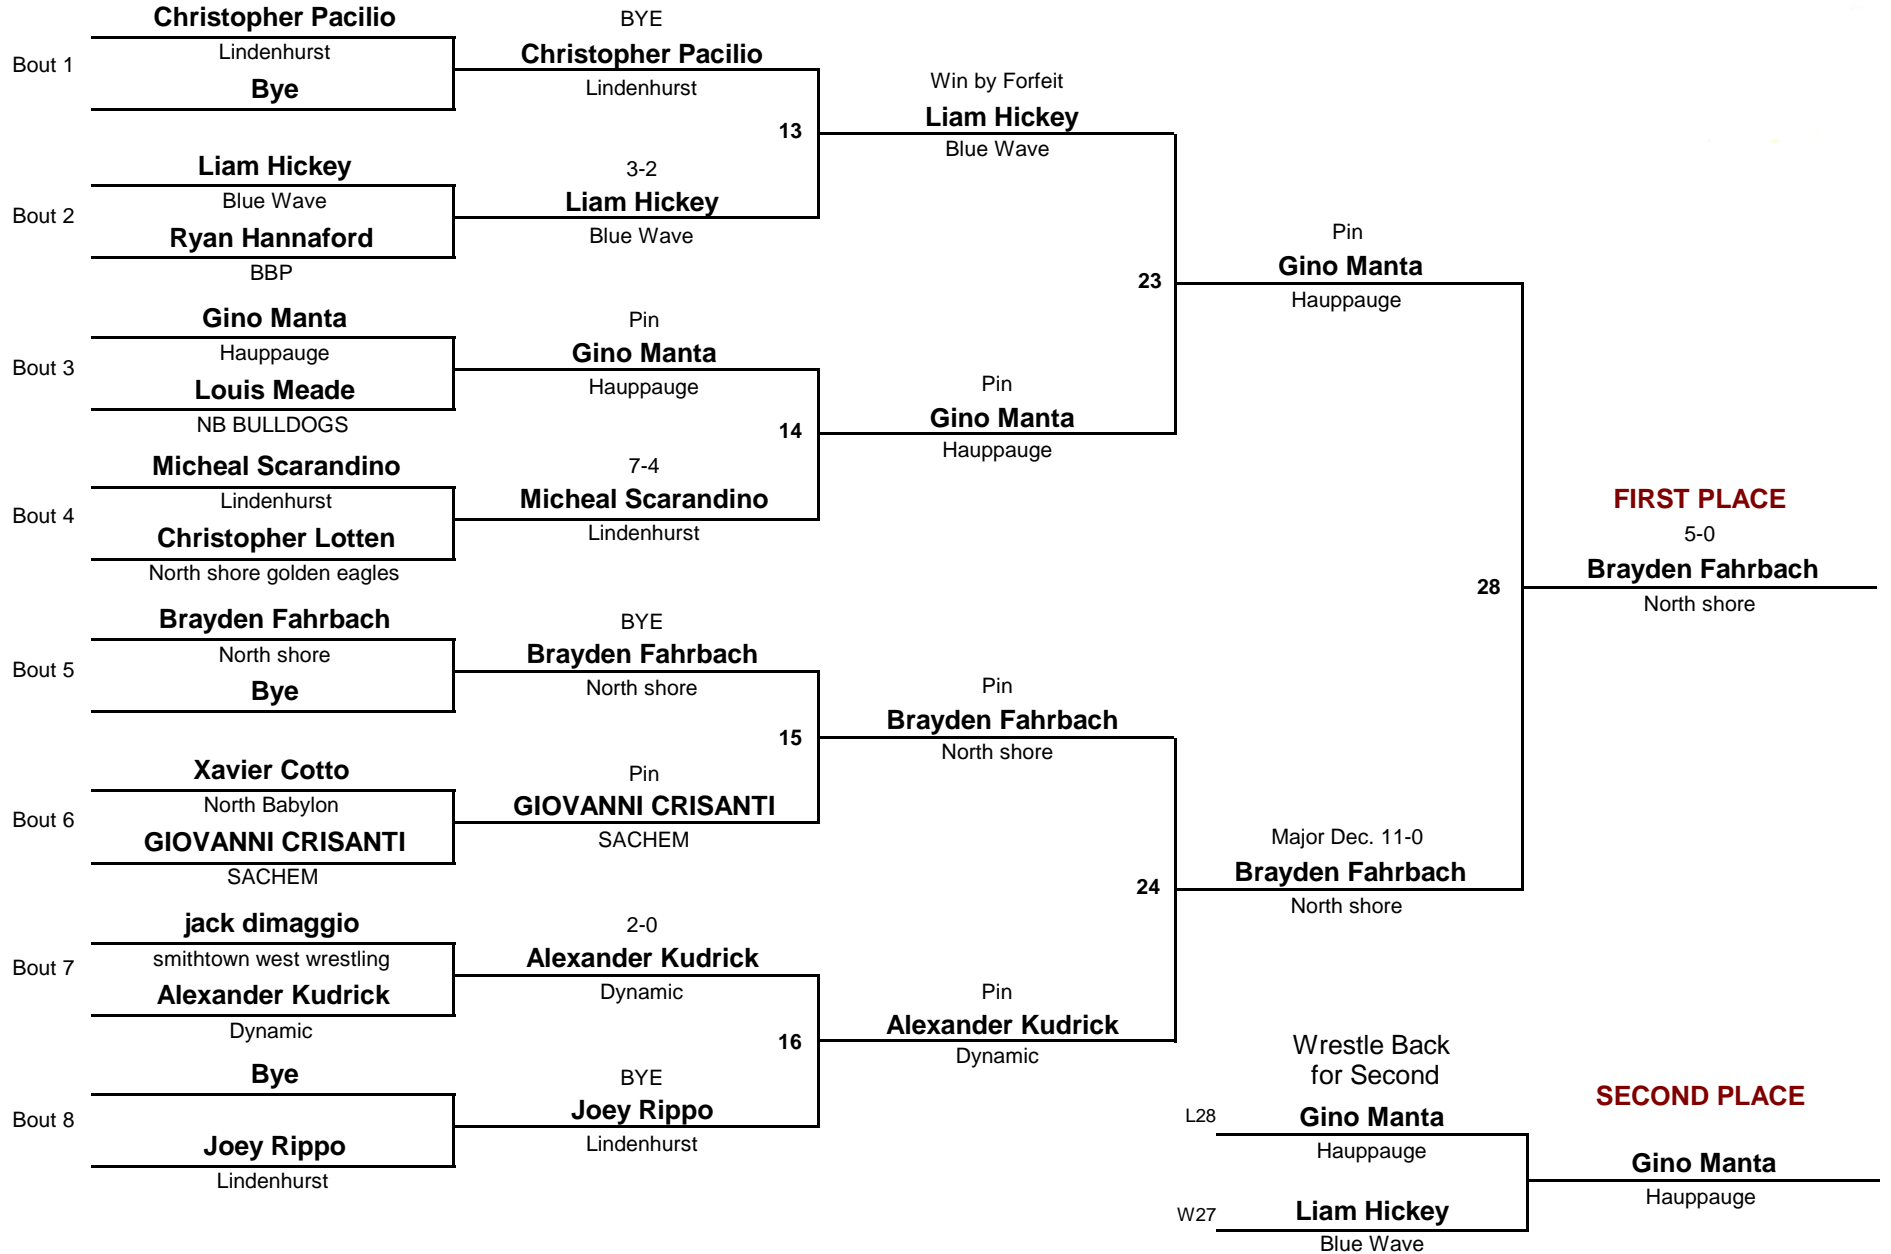 Christopher Pacilio
Bout 1
Lindenhurst
Bye
Liam Hickey
Bout 2
Blue Wave
Ryan Hannaford
BBP
Gino Manta
Bout 3
Hauppauge
Louis Meade
NB BULLDOGS
Micheal Scarandino
Bout 4
Lindenhurst
Christopher Lotten
North shore golden eagles
Brayden Fahrbach
Bout 5
North shore
Bye
Xavier Cotto
Bout 6
North Babylon
GIOVANNI CRISANTI
SACHEM
jack dimaggio
Bout 7
smithtown west wrestling
Alexander Kudrick
Dynamic
Bye
Bout 8
Joey Rippo
Lindenhurst
BYE
Christopher Pacilio
Lindenhurst
13
3-2
Liam Hickey
Blue Wave
Pin
Gino Manta
Hauppauge
14
7-4
Micheal Scarandino
Lindenhurst
BYE
Brayden Fahrbach
North shore
15
Pin
GIOVANNI CRISANTI
SACHEM
2-0
Alexander Kudrick
Dynamic
16
BYE
Joey Rippo
Lindenhurst
Win by Forfeit
Liam Hickey
Blue Wave
23
Pin
Gino Manta
Hauppauge
Pin
Brayden Fahrbach
North shore
24
Pin
Alexander Kudrick
Dynamic
Pin
Gino Manta
Hauppauge
28
Major Dec. 11-0
Brayden Fahrbach
North shore
FIRST PLACE
5-0
Brayden Fahrbach
North shore
Wrestle Back
for Second
L28
Gino Manta
Hauppauge
W27
Liam Hickey
Blue Wave
SECOND PLACE
Gino Manta
Hauppauge